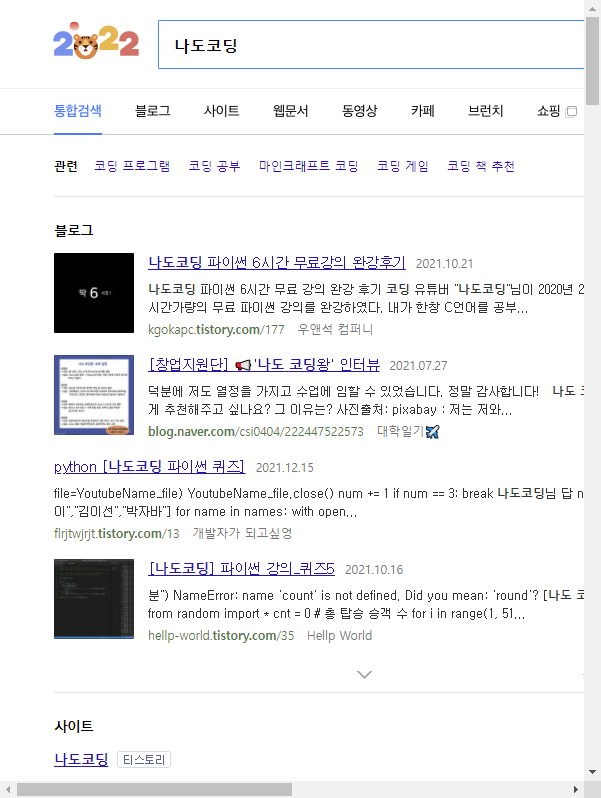 2022
나도코딩
통합검색 블로그 사이트 웹문서 동영상 카페 브런치 쇼핑
관련 코딩 프로그램 코딩 공부 마인크래프트 코딩 코딩 게임 코딩 책 추천
블로그
딱 6
나도코딩 파이썬 6시간 무료강의 완강후기 2021.10.21
나도코딩 파이썬 6시간 무료 강의 완강 후기 코딩 유튜버 "나도코딩"님이 2020년 2
시간가량의 무료 파이썬 강의를 완강하였다. 내가 한창 C언어를 공부...
kgokapc.tistory.com/177 우앤석 컴퍼니
[창업지원단] 📢'나도 코딩왕' 인터뷰 2021.07.27
덕분에 저도 열정을 가지고 수업에 임할 수 있었습니다. 정말 감사합니다! 나도 코
게 추천해주고 싶나요? 그 이유는? 사진출처: pixabay : 저는 저와...
blog.naver.com/csi0404/222447522573 대학일기✈️
python [나도코딩 파이썬 퀴즈] 2021.12.15
file=YoutubeName_file) YoutubeName_file.close() num += 1 if num == 3: break 나도코딩님 답 n
이","김이선","박자바"] for name in names: with open...
flrjtwjrjt.tistory.com/13 개발자가 되고싶엉
[나도코딩] 파이썬 강의_퀴즈5 2021.10.16
분") NameError: name 'count' is not defined. Did you mean: 'round'? [나도 코
from random import * cnt = 0 # 총 탑승 승객 수 for i in range(1, 51...
hellp-world.tistory.com/35 Hellp World
사이트
나도코딩 티스토리